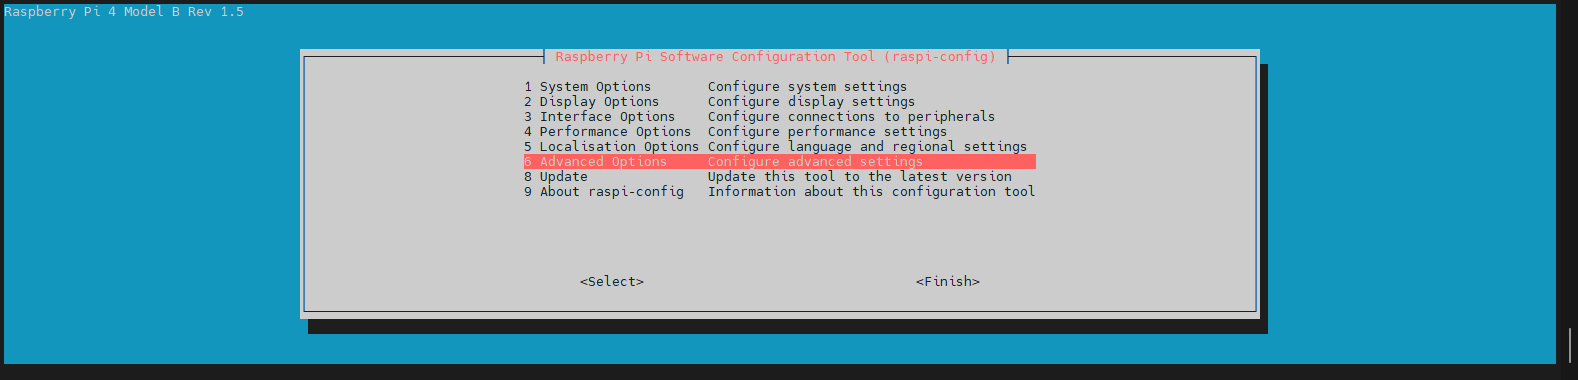 Raspberry Pi 4 Model B Rev 1.5
Raspberry Pi Software Configuration Tool (raspi-config)
1 System Options Configure system settings
2 Display Options Configure display settings
3 Interface Options Configure connections to peripherals
4 Performance Options Configure performance settings
5 Localisation Options Configure language and regional settings
6 Advanced Options Configure advanced settings
8 Update Update this tool to the latest version
9 About raspi-config Information about this configuration tool
<Select> <Finish>